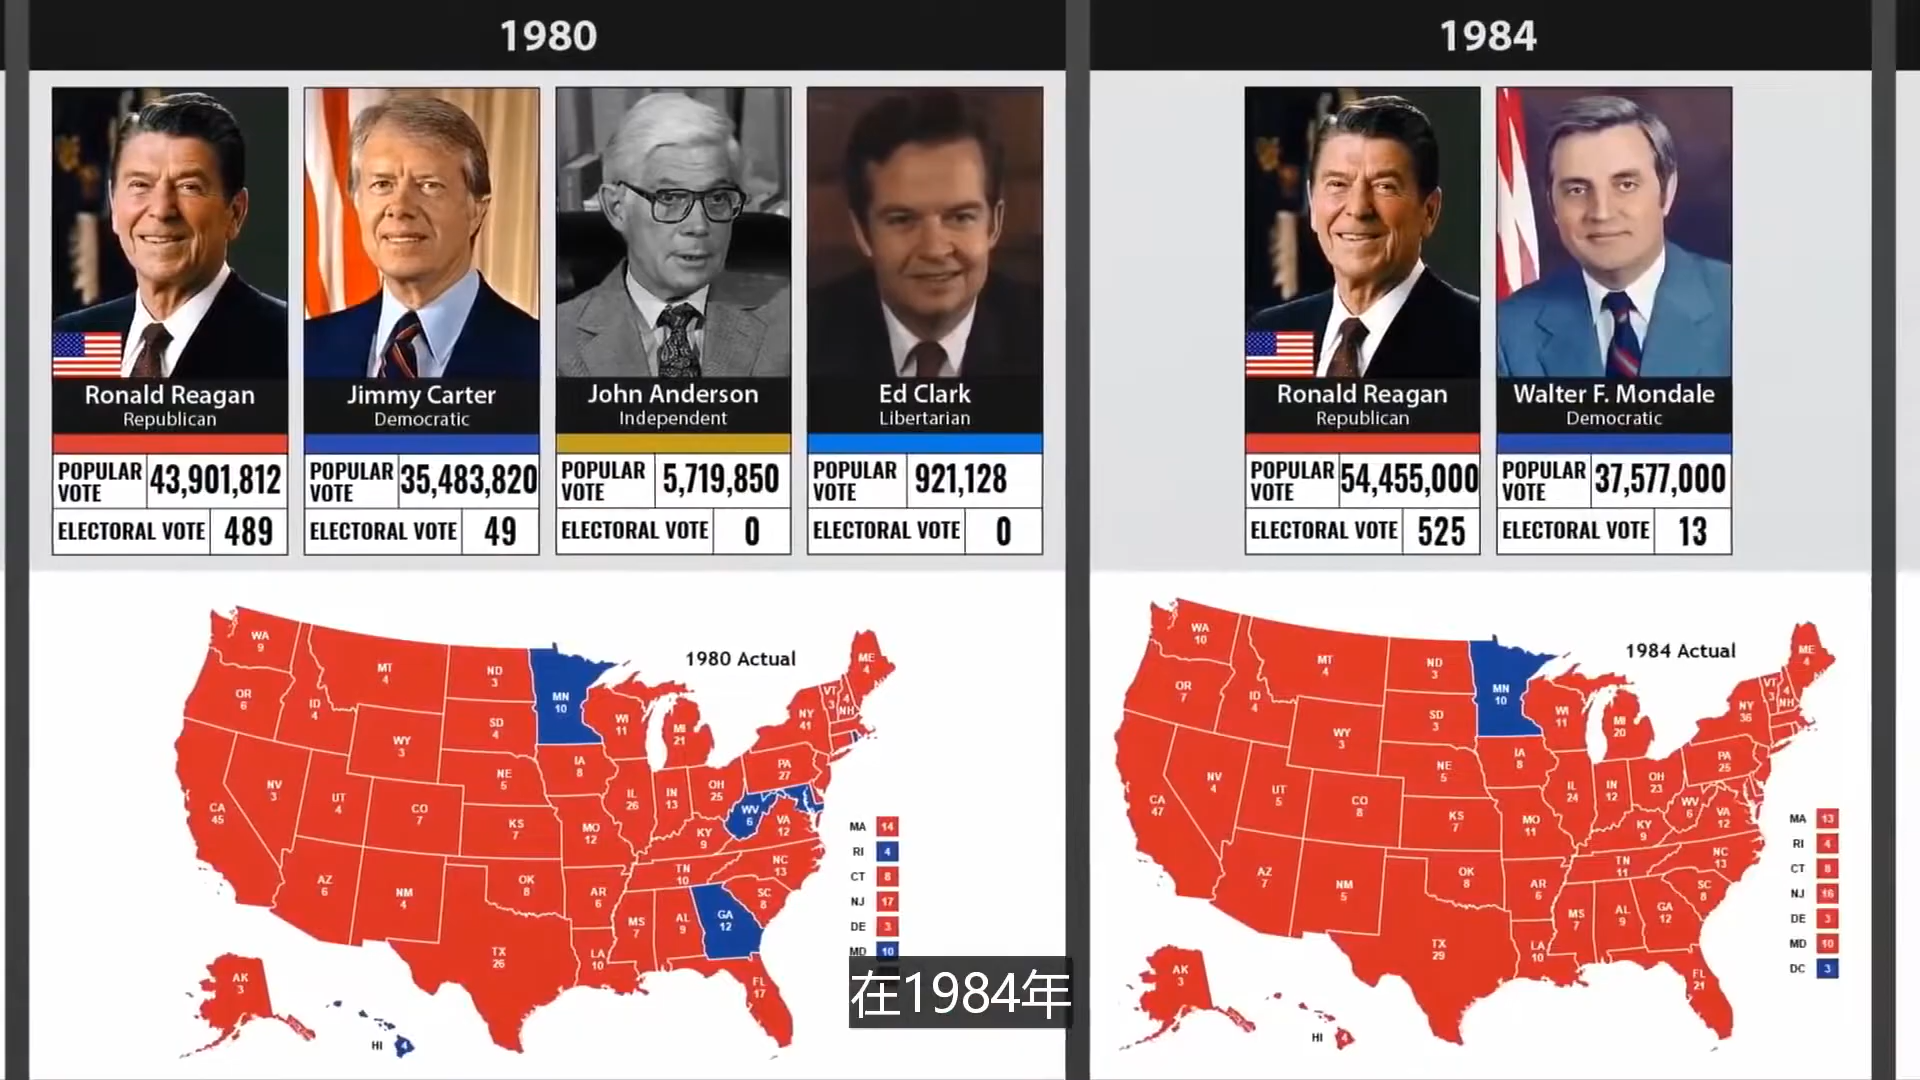 1980
Ronald Reagan
Republican
POPULAR VOTE 43,901,812
ELECTORAL VOTE 489
Jimmy Carter
Democratic
POPULAR VOTE 35,483,820
ELECTORAL VOTE 49
John Anderson
Independent
POPULAR VOTE 5,719,850
ELECTORAL VOTE 0
Ed Clark
Libertarian
POPULAR VOTE 921,128
ELECTORAL VOTE 0
1980 Actual
WA 9
OR 6
CA 45
ID 4
NV 3
MT 4
WY 3
UT 4
CO 7
AZ 6
NM 4
ND 3
SD 4
NE 5
KS 7
OK 8
TX 26
MN 10
IA 8
MO 12
AR 6
LA 10
WI 11
IL 26
MI 21
IN 13
OH 25
KY 9
TN 10
MS 7
AL 9
GA 12
FL 17
SC 8
NC 13
VA 12
WV 6
PA 27
NY 41
VT 3
4 NH
ME 4
AK 3
HI 4
MA 14
RI 4
CT 8
NJ 17
DE 3
MD 10
1984
Ronald Reagan
Republican
POPULAR VOTE 54,455,000
ELECTORAL VOTE 525
Walter F. Mondale
Democratic
POPULAR VOTE 37,577,000
ELECTORAL VOTE 13
1984 Actual
WA 10
OR 7
CA 47
ID 4
NV 4
MT 4
WY 3
UT 5
CO 8
AZ 7
NM 5
ND 3
SD 3
NE 5
KS 7
OK 8
TX 29
MN 10
IA 8
MO 11
AR 6
LA 10
WI 11
IL 24
MI 20
IN 12
OH 23
KY 9
TN 11
MS 7
AL 9
GA 12
FL 21
SC 8
NC 13
VA 12
WV 6
PA 25
NY 36
VT 3
4 NH
ME 4
AK 3
HI 4
MA 13
RI 4
CT 8
NJ 16
DE 3
MD 10
DC 3
在1984年